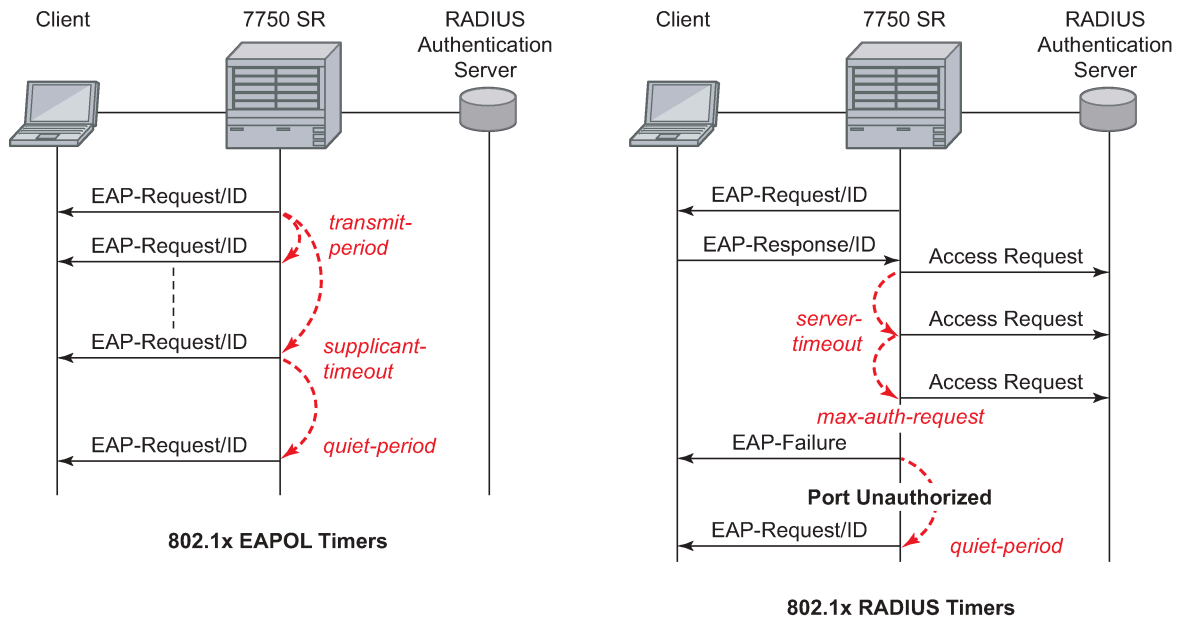 Client
7750 SR
RADIUS
Authentication
Server
EAP-Request/ID
transmit-
period
EAP-Request/ID
EAP-Request/ID
supplicant-
timeout
EAP-Request/ID
quiet-period
802.1x EAPOL Timers
Client
7750 SR
RADIUS
Authentication
Server
EAP-Request/ID
EAP-Response/ID
Access Request
server-
timeout
Access Request
Access Request
max-auth-request
EAP-Failure
Port Unauthorized
EAP-Request/ID
quiet-period
802.1x RADIUS Timers